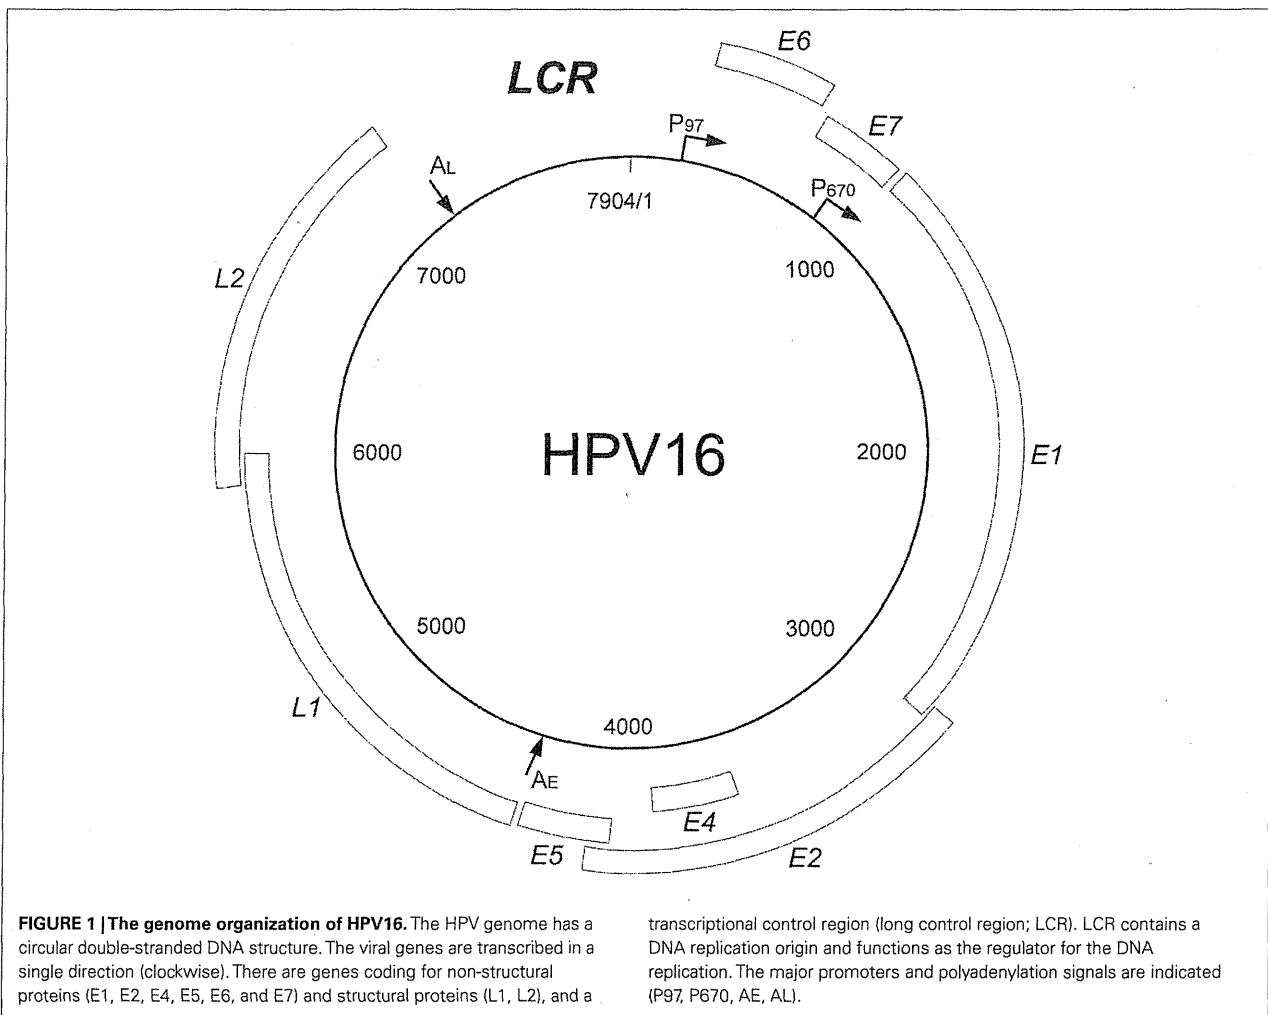 E6
LCR
E7
P97
AL
P670
7904/1
L2
7000
1000
6000
HPV16
2000
E1
5000
3000
L1
4000
AE
E4
E5
E2
FIGURE 1 | The genome organization of HPV16. The HPV genome has a
circular double-stranded DNA structure. The viral genes are transcribed in a
single direction (clockwise). There are genes coding for non-structural
proteins (E1, E2, E4, E5, E6, and E7) and structural proteins (L1, L2), and a
transcriptional control region (long control region; LCR). LCR contains a
DNA replication origin and functions as the regulator for the DNA
replication. The major promoters and polyadenylation signals are indicated
(P97, P670, AE, AL).